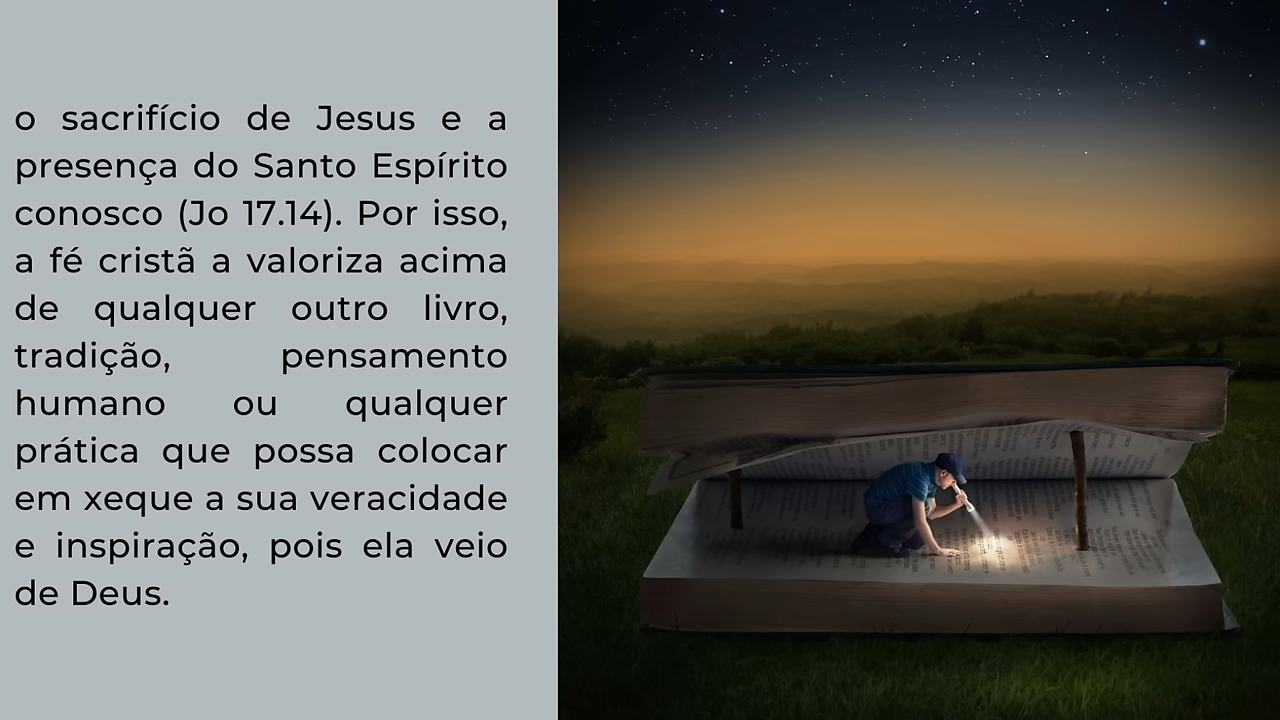 o sacrifício de Jesus e a
presença do Santo Espírito
conosco (Jo 17.14). Por isso,
a fé cristã a valoriza acima
de qualquer outro livro,
tradição, pensamento
humano ou qualquer
prática que possa colocar
em xeque a sua veracidade
e inspiração, pois ela veio
de Deus.